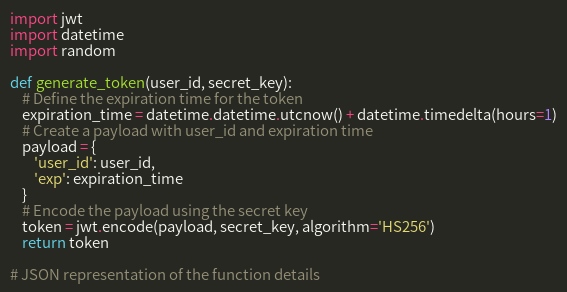 import jwt
import datetime
import random

def generate_token(user_id, secret_key):
    # Define the expiration time for the token
    expiration_time = datetime.datetime.utcnow() + datetime.timedelta(hours=1)
    # Create a payload with user_id and expiration time
    payload = {
        'user_id': user_id,
        'exp': expiration_time
    }
    # Encode the payload using the secret key
    token = jwt.encode(payload, secret_key, algorithm='HS256')
    return token

# JSON representation of the function details